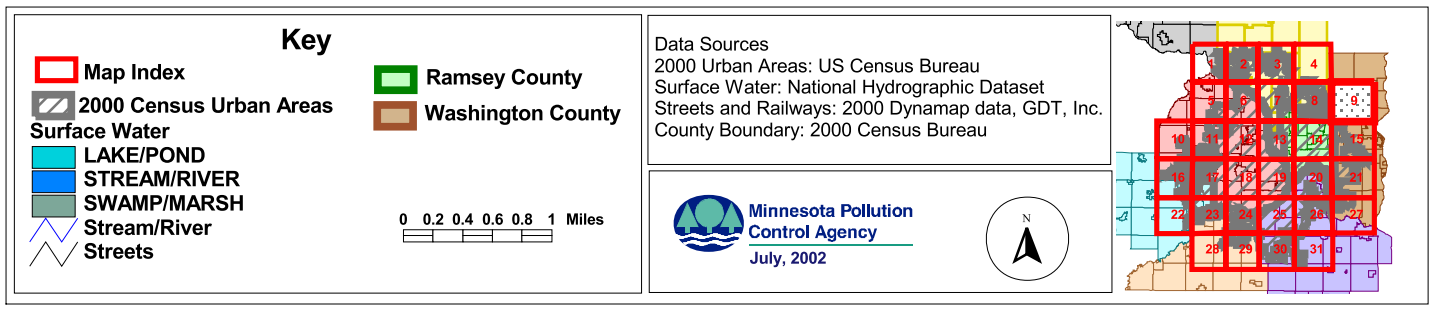 Key
Map Index
2000 Census Urban Areas
Surface Water
LAKE/POND
STREAM/RIVER
SWAMP/MARSH
Stream/River
Streets
Ramsey County
Washington County
0 0.2 0.4 0.6 0.8 1 Miles
Data Sources
2000 Urban Areas: US Census Bureau
Surface Water: National Hydrographic Dataset
Streets and Railways: 2000 Dynamap data, GDT, Inc.
County Boundary: 2000 Census Bureau
Minnesota Pollution
Control Agency
July, 2002
N
1 2 3 4
5 6 7 8 9
10 11 12 13 14 15
16 17 18 19 20 21
22 23 24 25 26 27
28 29 30 31